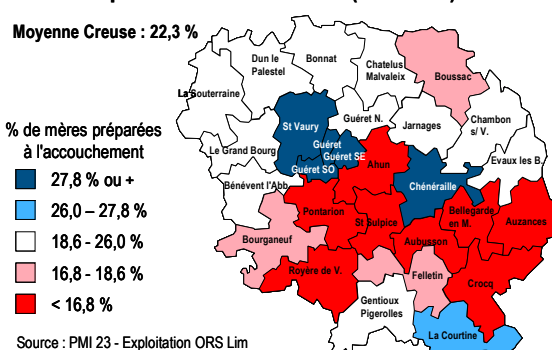 Moyenne Creuse : 22,3 %
% de mères préparées
à l'accouchement
27,8 % ou +
26,0 – 27,8 %
18,6 - 26,0 %
16,8 - 18,6 %
< 16,8 %
Source : PMI 23 - Exploitation ORS Lim
La Souterraine
Dun le
Palestel
Bonnat
Chatelus
Malvaleix
Boussac
St Vaury
Guéret N.
Jarnages
Chambon
s/ V.
Le Grand Bourg
Guéret
Guéret SE
Guéret SO
Ahun
Evaux les B.
Bénévent l'Abb.
Chénéraille
Pontarion
St Sulpice
Bellegarde
en M.
Auzances
Bourganeuf
Aubusson
Royère de V.
Felletin
Crocq
Gentioux
Pigerolles
La Courtine